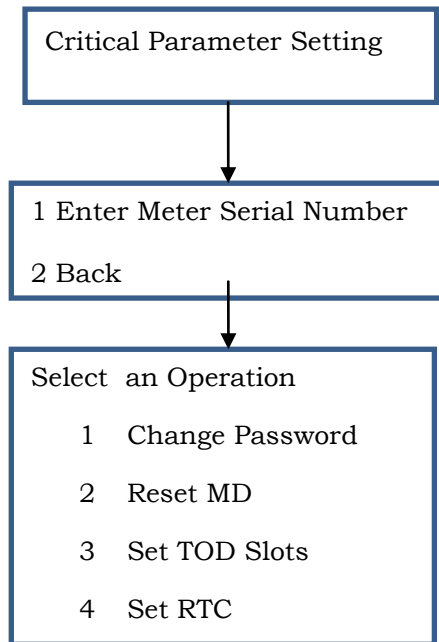 Critical Parameter Setting
1 Enter Meter Serial Number
2 Back
Select an Operation
1 Change Password
2 Reset MD
3 Set TOD Slots
4 Set RTC